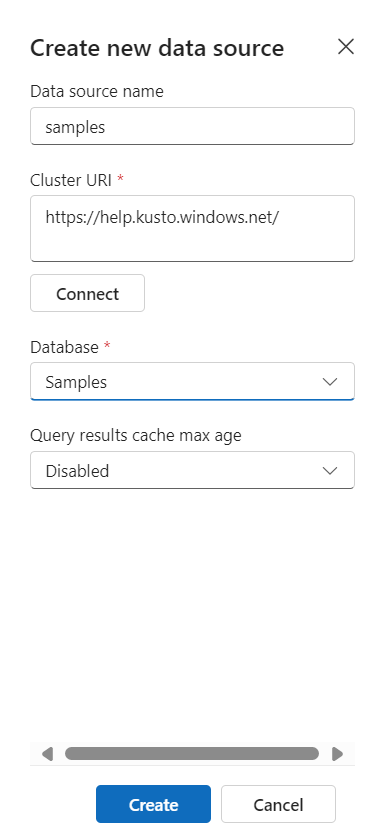 Create new data source
Data source name
samples
Cluster URI *
https://help.kusto.windows.net/
Connect
Database *
Samples
Query results cache max age
Disabled
Create
Cancel